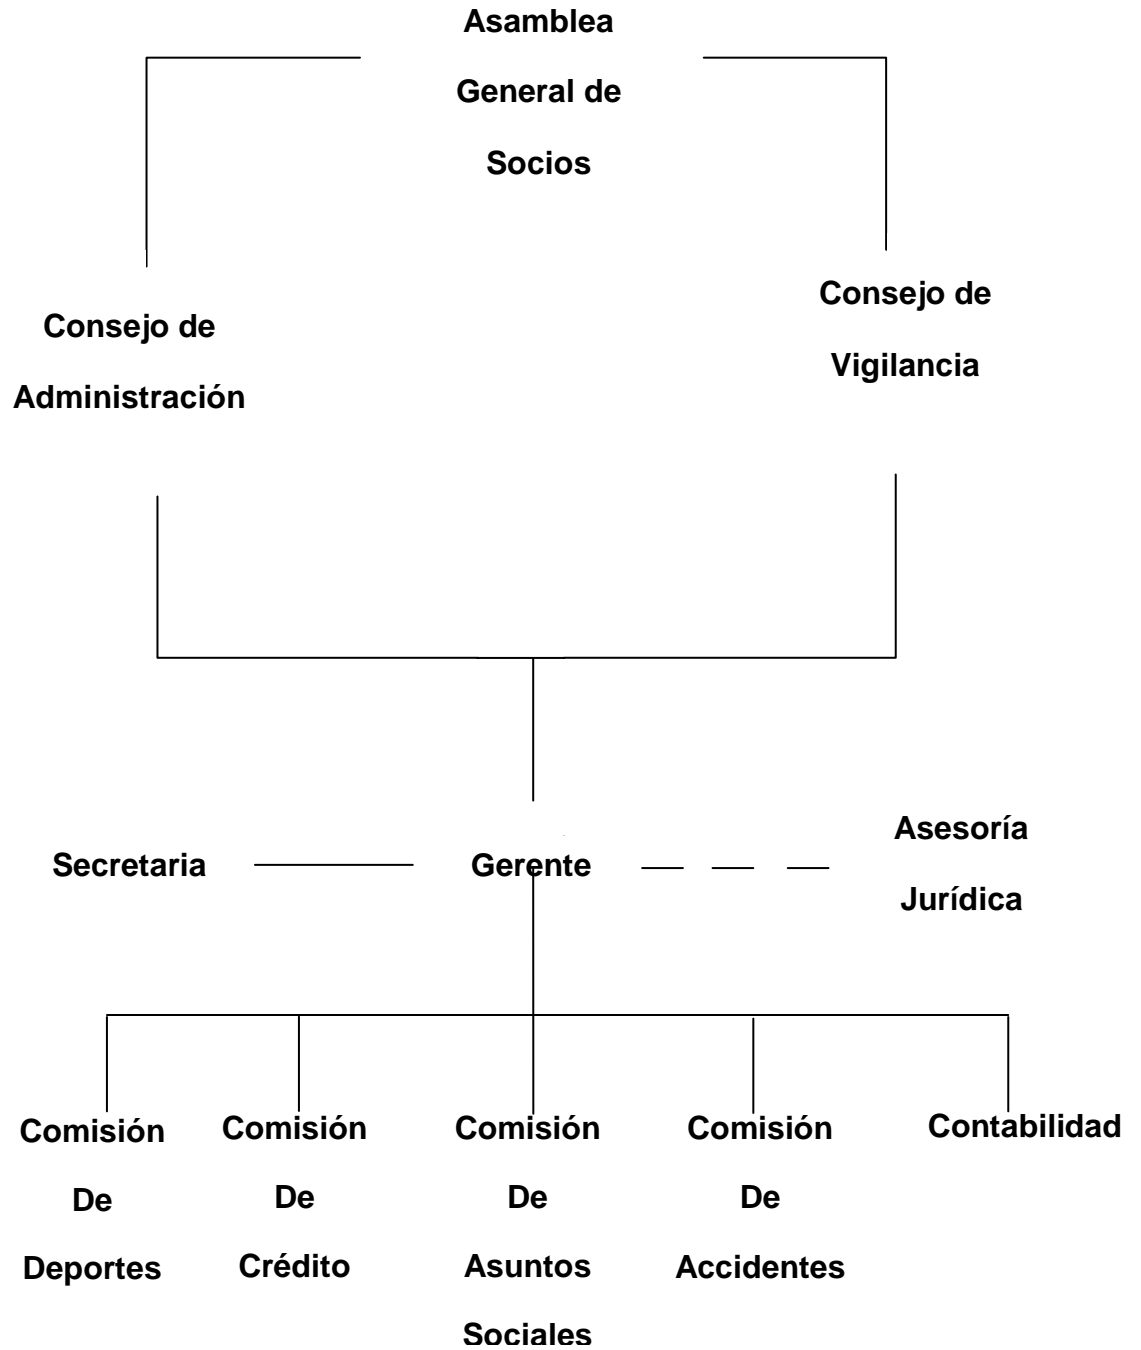 Asamblea
General de
Socios
Consejo de
Administración
Consejo de
Vigilancia
Secretaria
Gerente
Asesoría
Jurídica
Comisión
De
Deportes
Comisión
De
Crédito
Comisión
De
Asuntos
Sociales
Comisión
De
Accidentes
Contabilidad